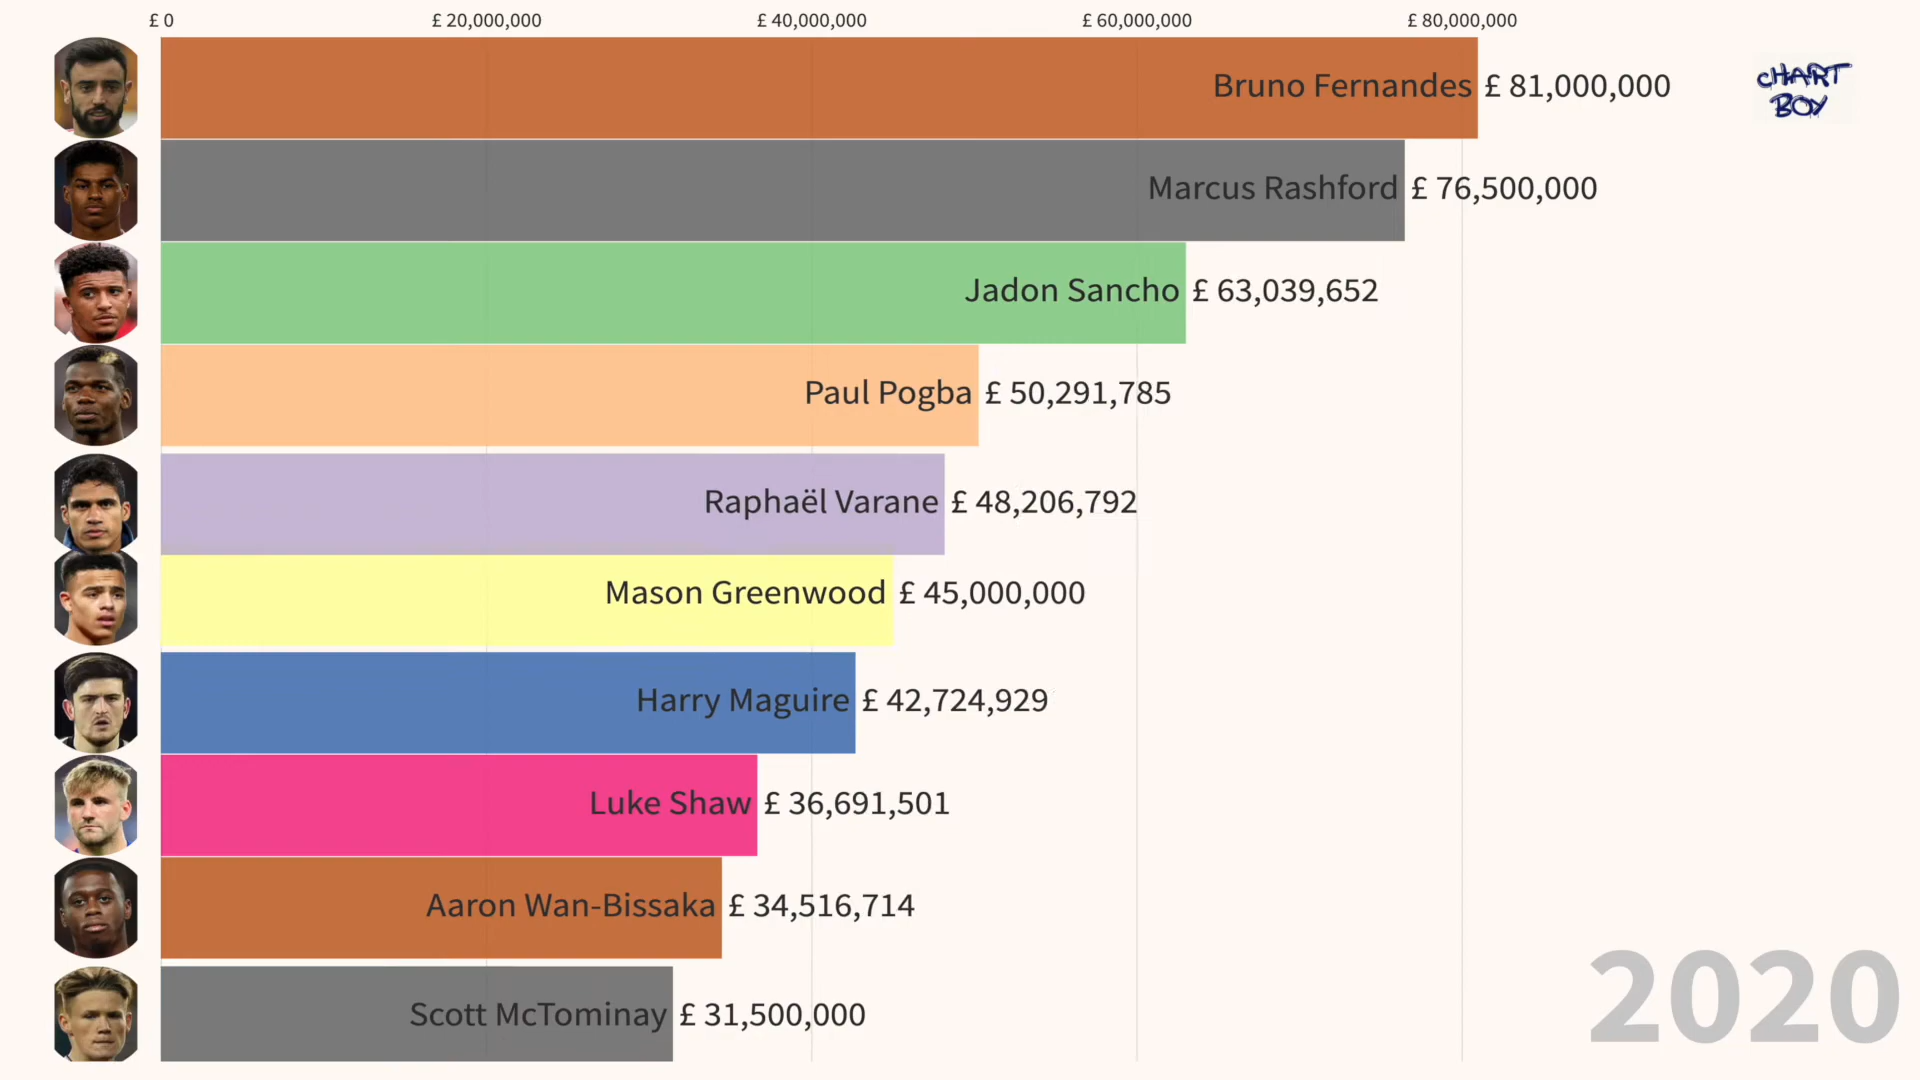 £ 0 £ 20,000,000 £ 40,000,000 £ 60,000,000 £ 80,000,000
Bruno Fernandes £ 81,000,000
CHART
BOY
Marcus Rashford £ 76,500,000
Jadon Sancho £ 63,039,652
Paul Pogba £ 50,291,785
Raphaël Varane £ 48,206,792
Mason Greenwood £ 45,000,000
Harry Maguire £ 42,724,929
Luke Shaw £ 36,691,501
Aaron Wan-Bissaka £ 34,516,714
Scott McTominay £ 31,500,000
2020